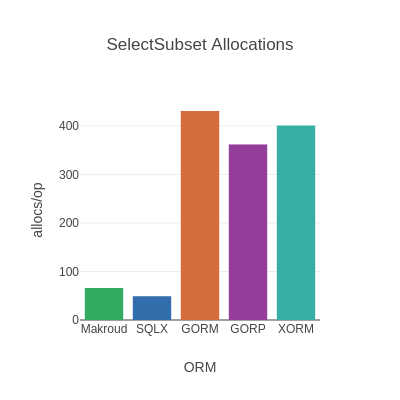 SelectSubset Allocations
allocs/op
400
300
200
100
0
Makroud SQLX GORM GORP XORM
ORM